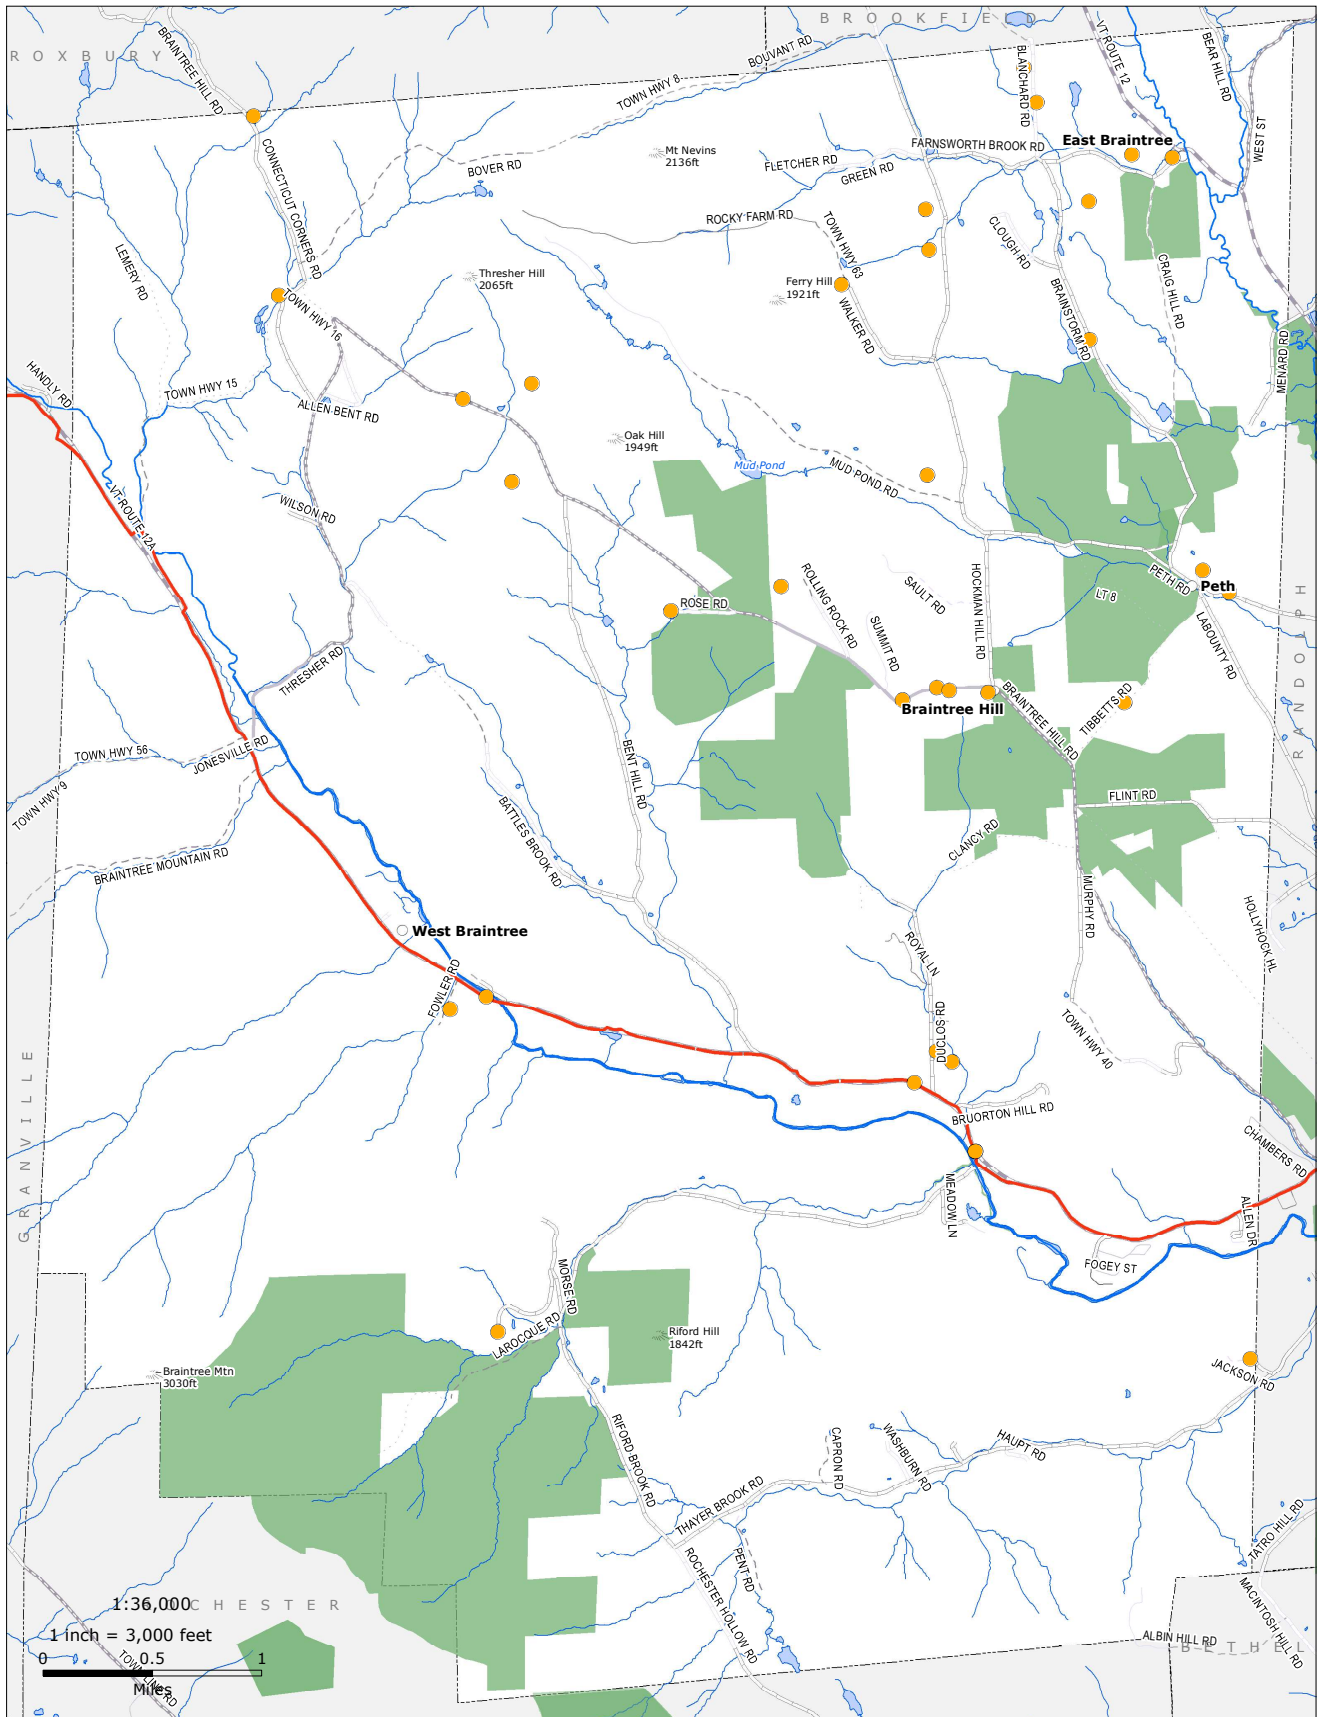 BROOKFIELD
ROXBURY
BRAINTREE HILL RD
BOUVANT RD
TOWN HWY 8
BLANCHARD RD
VT ROUTE 12
BEAR HILL RD
WEST ST
CONNECTICUT CORNERS RD
BOVER RD
Mt Nevins
2136ft
FLETCHER RD
GREEN RD
FARNSWORTH BROOK RD
East Braintree
LEMERY RD
ROCKY FARM RD
TOWN HWY 63
CLOUGH RD
CRAIG HILL RD
Thresher Hill
2065ft
Ferry Hill
1921ft
TOWN HWY 16
WALKER RD
BRAINSTORM RD
MENARD RD
HANDLY RD
TOWN HWY 15
ALLEN-BENT RD
Oak Hill
1949ft
Mud Pond
MUD POND RD
VT ROUTE 12A
WILSON RD
ROLLING ROCK RD
SAULT RD
HOCKMAN HILL RD
PETH RD
Peth
LT 8
RANDOLPH
ROSE RD
SUMMIT RD
LABOUNTY RD
THRESHER RD
Braintree Hill
BRAINTREE HILL RD
TIBBETTS RD
TOWN HWY 56
JONESVILLE RD
TOWN HWY 9
BENT HILL RD
BATTLES BROOK RD
FLINT RD
CLANCY RD
BRAINTREE MOUNTAIN RD
MURPHY RD
HOLLYHOCK HL
West Braintree
ROYAL LN
FOWLER RD
DUCLOS RD
TOWN HWY 40
GRANVILLE
BRUORTON HILL RD
CHAMBERS RD
MEADOW LN
ALLEN DR
FOGEY ST
MORSE RD
LAROCQUE RD
Riford Hill
1842ft
Braintree Mtn
3030ft
JACKSON RD
RIFORD BROOK RD
CAPRON RD
WASHBURN RD
HAUPT RD
THAYER BROOK RD
TATRO HILL RD
PENT RD
ROCHESTER HOLLOW RD
MACINTOSH HILL RD
1:36,000
CHESTER
1 inch = 3,000 feet
ALBIN HILL RD
BETHEL
0 0.5 1
Miles
TOWN LINE RD